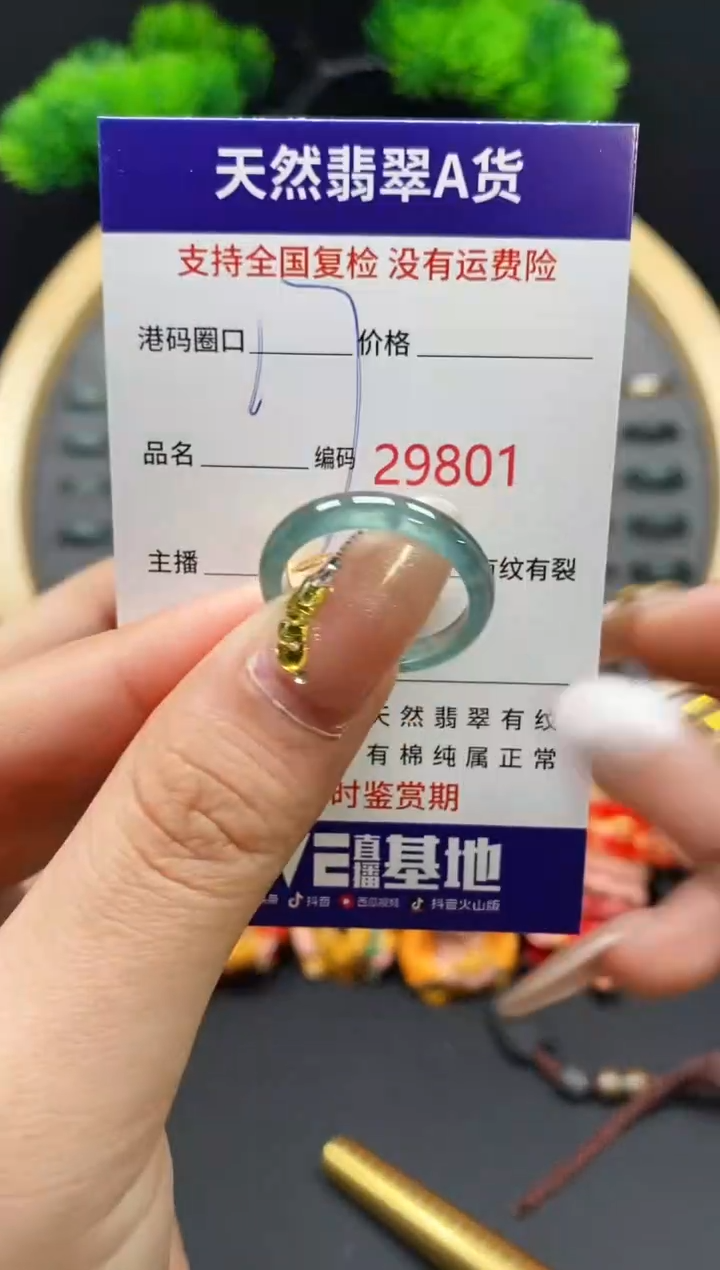 天然翡翠A货
支持全国复检 没有运费险
港码圈口 价格
品名 编码 29801
主播 有纹有裂
天然翡翠有纹
有棉纯属正常
时鉴赏期
VE直播基地
抖音 西瓜视频 抖音火山版